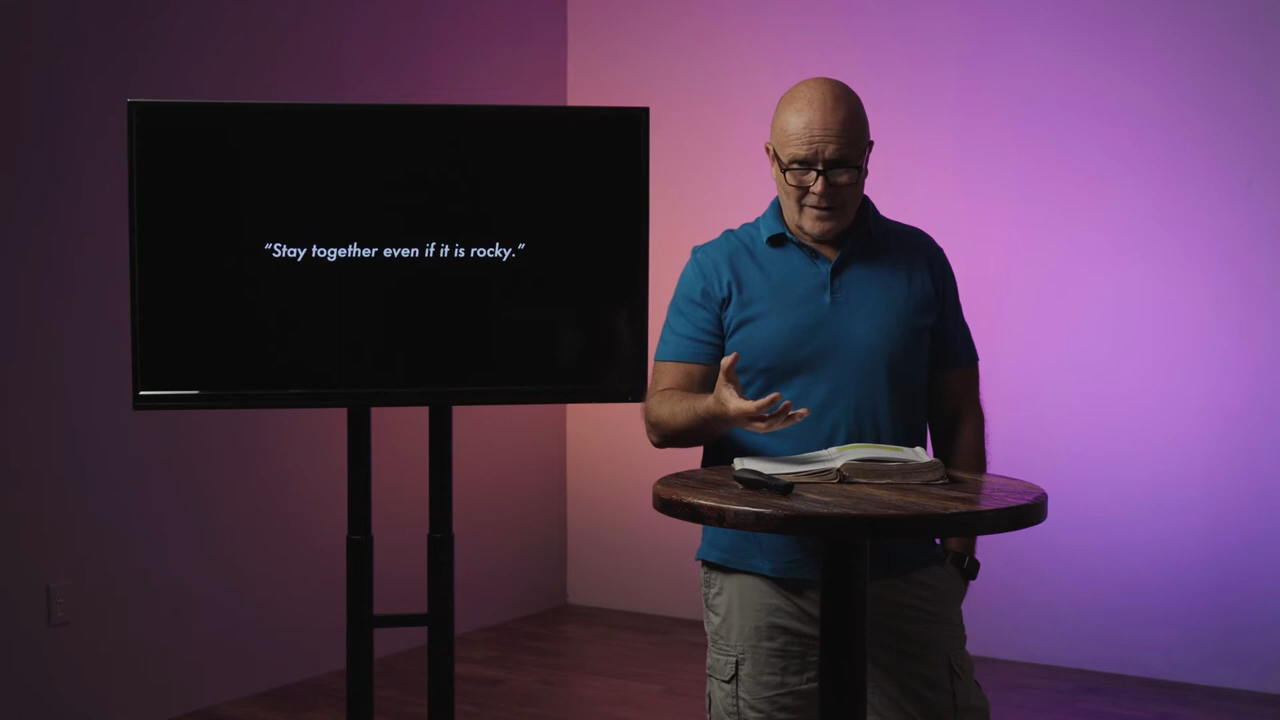 “Stay together even if it is rocky.”